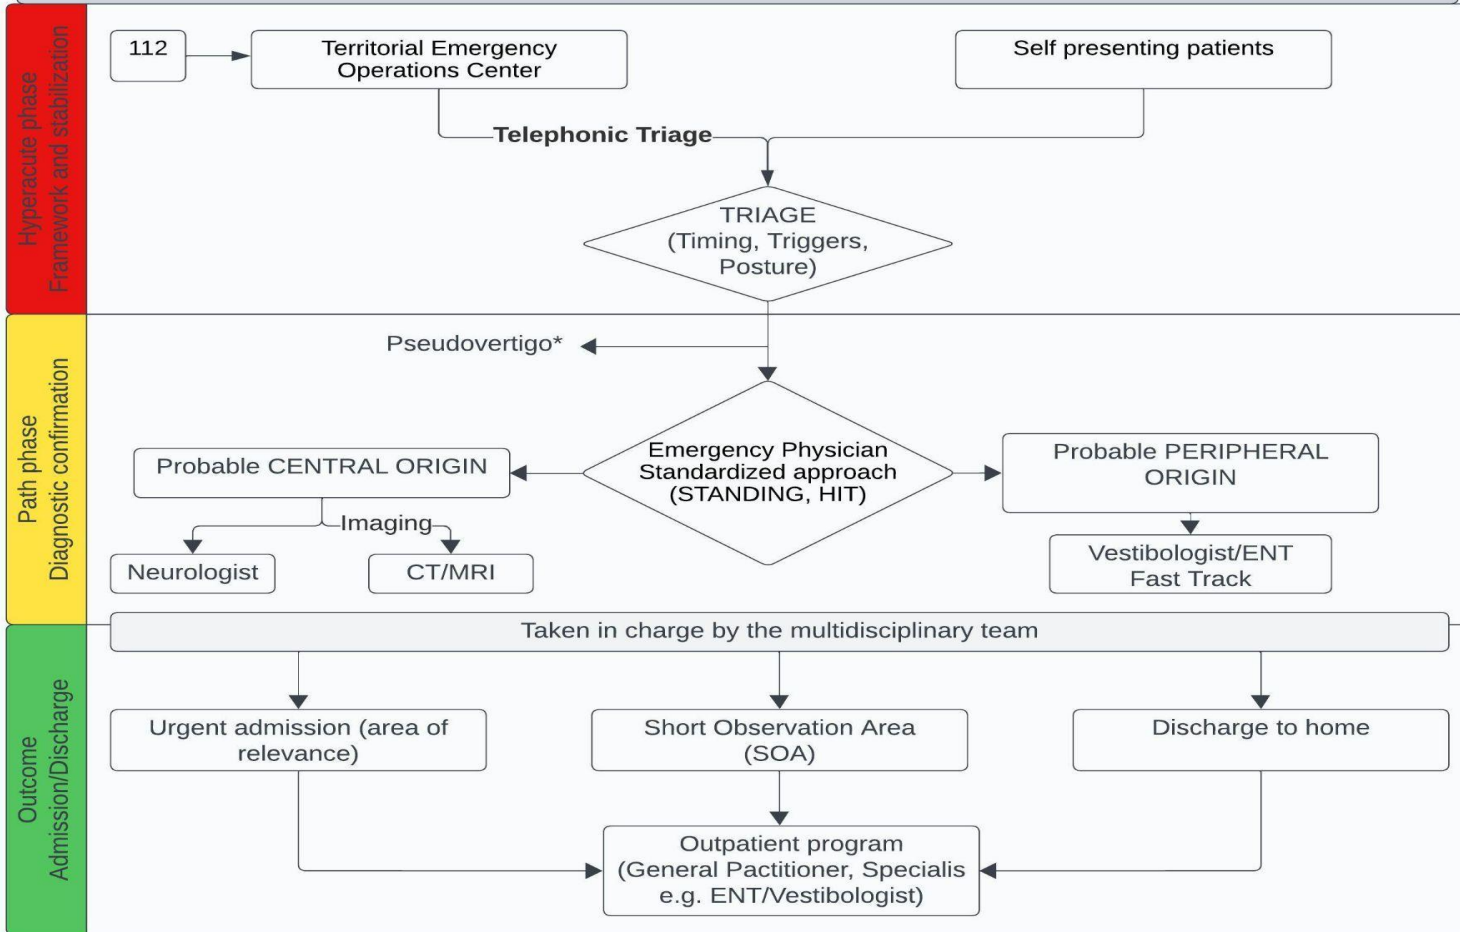 Hyperacute phase
Framework and stabilization
112
Territorial Emergency
Operations Center
Self presenting patients
Telephonic Triage
TRIAGE
(Timing, Triggers,
Posture)
Path phase
Diagnostic confirmation
Pseudovertigo*
Emergency Physician
Standardized approach
(STANDING, HIT)
Probable CENTRAL ORIGIN
Probable PERIPHERAL
ORIGIN
Imaging
Neurologist
CT/MRI
Vestibologist/ENT
Fast Track
Outcome
Admission/Discharge
Taken in charge by the multidisciplinary team
Urgent admission (area of
relevance)
Short Observation Area
(SOA)
Discharge to home
Outpatient program
(General Pactitioner, Specialis
e.g. ENT/Vestibologist)